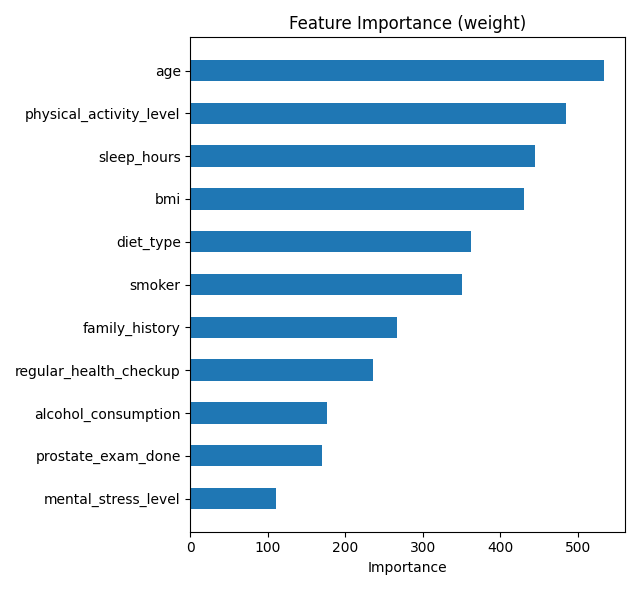 Feature Importance (weight)
age
physical_activity_level
sleep_hours
bmi
diet_type
smoker
family_history
regular_health_checkup
alcohol_consumption
prostate_exam_done
mental_stress_level
0 100 200 300 400 500
Importance